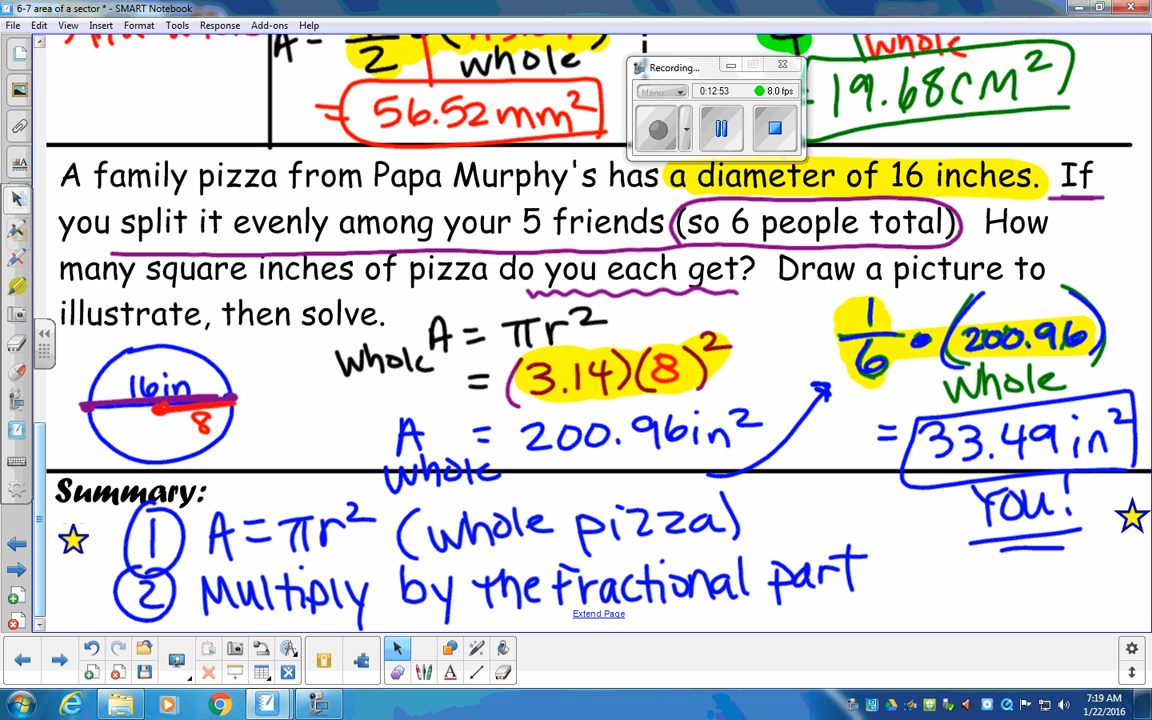 6-7 area of a sector * - SMART Notebook
File Edit View Insert Format Tools Response Add-ons Help
A = 2 whole
whole
= 56.52mm²
= 19.68cm²
Recording...
Menu 0:12:53 8.0 fps
A family pizza from Papa Murphy's has a diameter of 16 inches. If
you split it evenly among your 5 friends (so 6 people total) How
many square inches of pizza do you each get? Draw a picture to
illustrate, then solve.
whole A = πr²
= (3.14)(8)²
A whole = 200.96in²
16in
8
1/6 • (200.96)
whole
= 33.49in²
You!
Summary:
1 A = πr² (whole pizza)
2 Multiply by the fractional part
Extend Page
A
7:19 AM
1/22/2016